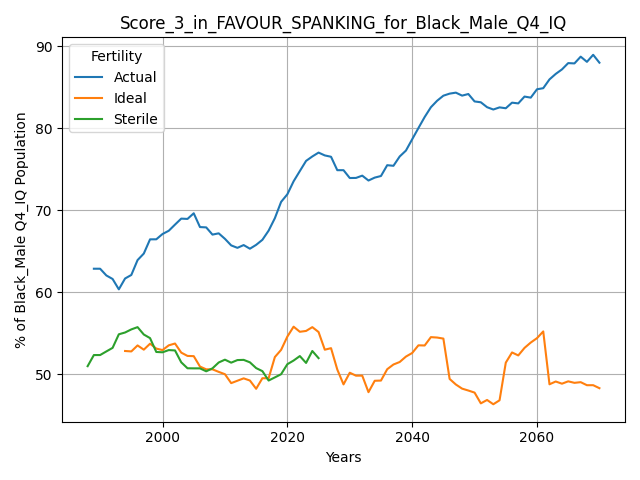 Score_3_in_FAVOUR_SPANKING_for_Black_Male_Q4_IQ
Fertility
Actual
Ideal
Sterile
% of Black_Male Q4_IQ Population
90
80
70
60
50
2000
2020
2040
2060
Years